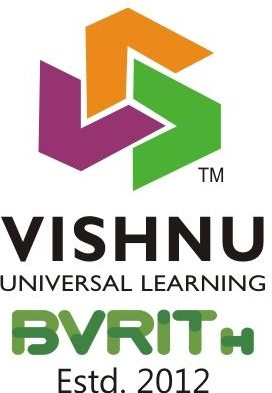 TM
VISHNU
UNIVERSAL LEARNING
BVRIT H
Estd. 2012